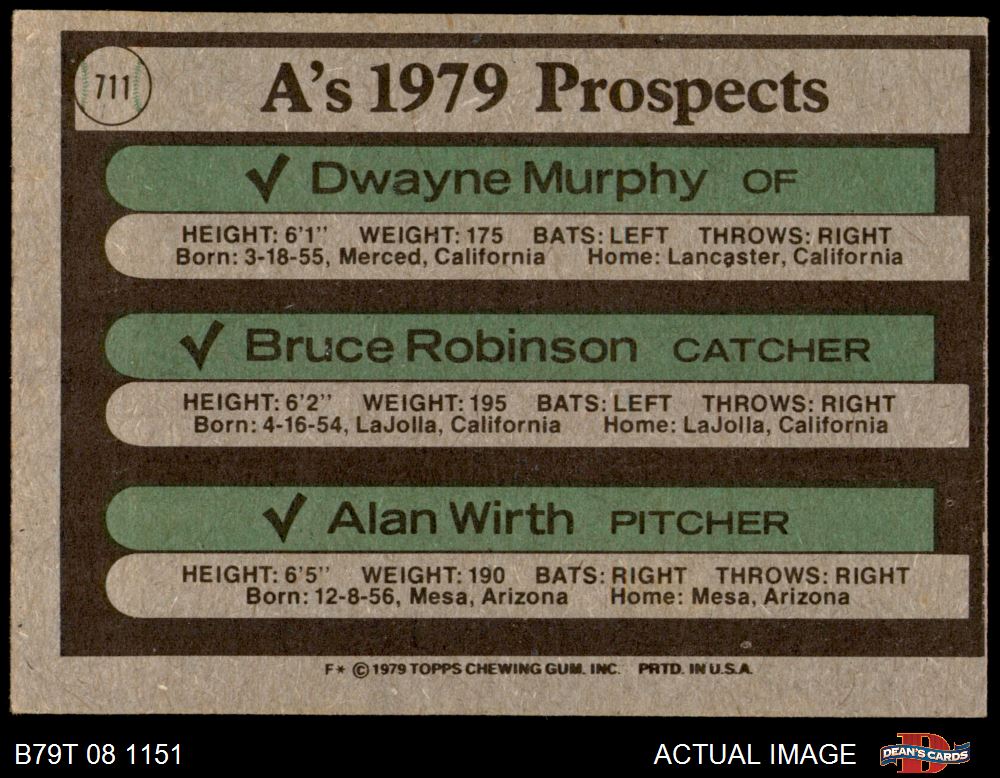 711
A's 1979 Prospects
✓ Dwayne Murphy OF
HEIGHT: 6'1" WEIGHT: 175 BATS: LEFT THROWS: RIGHT
Born: 3-18-55, Merced, California Home: Lancaster, California
✓ Bruce Robinson CATCHER
HEIGHT: 6'2" WEIGHT: 195 BATS: LEFT THROWS: RIGHT
Born: 4-16-54, LaJolla, California Home: LaJolla, California
✓ Alan Wirth PITCHER
HEIGHT: 6'5" WEIGHT: 190 BATS: RIGHT THROWS: RIGHT
Born: 12-8-56, Mesa, Arizona Home: Mesa, Arizona
F* © 1979 TOPPS CHEWING GUM. INC. PRTD. IN U.S.A.
B79T 08 1151
ACTUAL IMAGE
D
DEAN'S CARDS